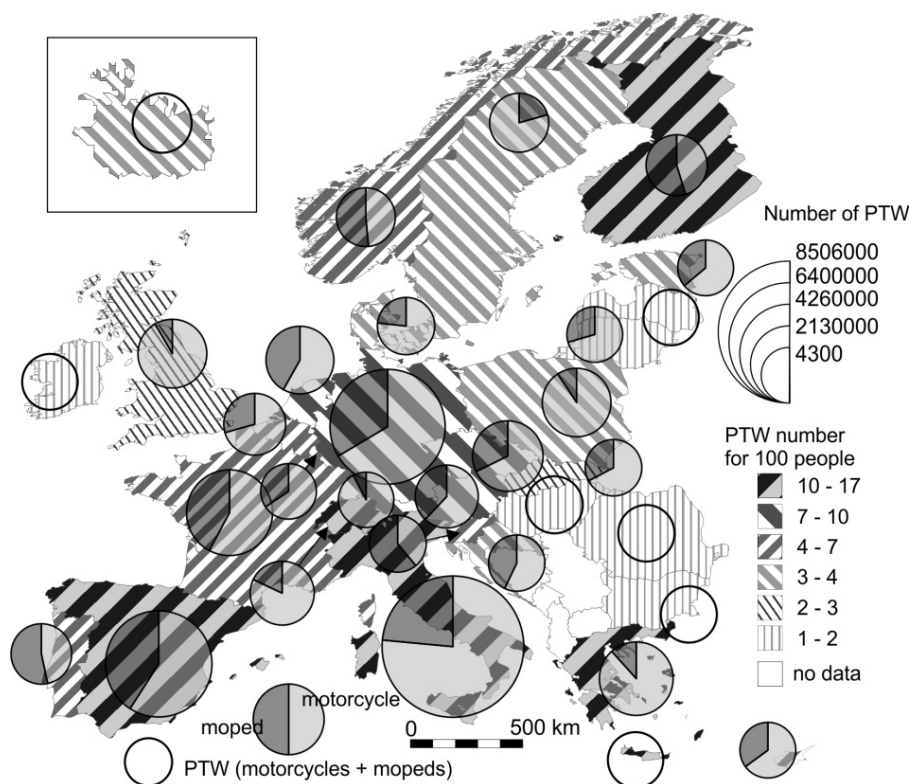 Number of PTW
8506000
6400000
4260000
2130000
4300
PTW number
for 100 people
10 - 17
7 - 10
4 - 7
3 - 4
2 - 3
1 - 2
no data
motorcycle
moped
0 500 km
PTW (motorcycles + mopeds)